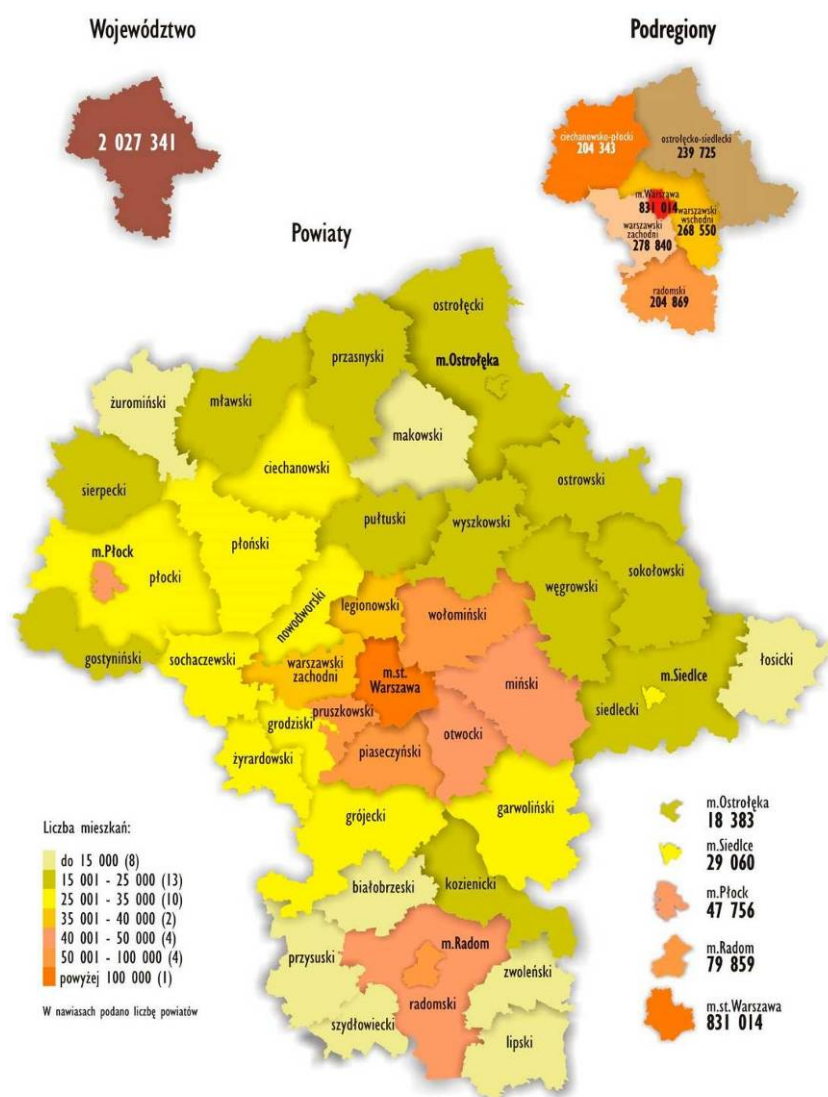 Województwo
2 027 341
Podregiony
ciechanowsko-płocki
204 343
ostrołęcko-siedlecki
239 725
m.Warszawa
831 014
warszawski
wschodni
268 550
warszawski
zachodni
278 840
radomski
204 869
Powiaty
ostrołęcki
m.Ostrołęka
przasnyski
mławski
żuromiński
makowski
ciechanowski
sierpecki
ostrowski
pułtuski
wyszkowski
płoński
m.Płock
płocki
sokołowski
węgrowski
nowodworski
legionowski
wołomiński
gostyniński
sochaczewski
warszawski
zachodni
m.st.
Warszawa
miński
m.Siedlce
siedlecki
łosicki
pruszkowski
grodziski
otwocki
piaseczyński
żyrardowski
garwoliński
grójecki
białobrzeski
kozienicki
m.Radom
przysuski
zwoleński
radomski
szydłowiecki
lipski
Liczba mieszkań:
do 15 000 (8)
15 001 - 25 000 (13)
25 001 - 35 000 (10)
35 001 - 40 000 (2)
40 001 - 50 000 (4)
50 001 - 100 000 (4)
powyżej 100 000 (1)
W nawiasach podano liczbę powiatów
m.Ostrołęka
18 383
m.Siedlce
29 060
m.Płock
47 756
m.Radom
79 859
m.st.Warszawa
831 014